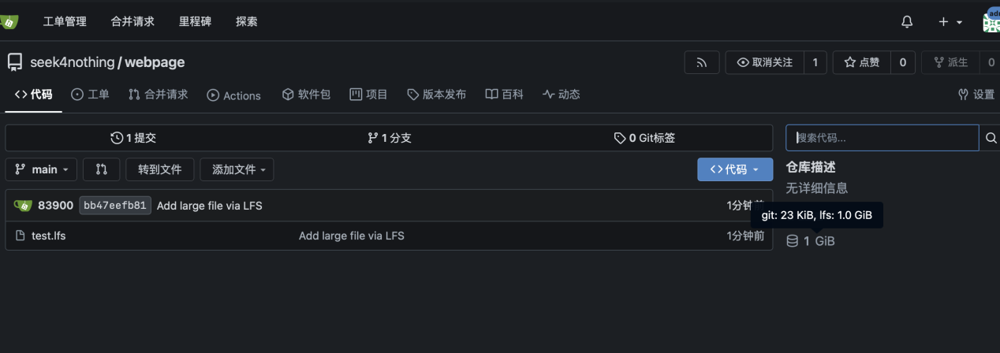 工单管理 合并请求 里程碑 探索
seek4nothing / webpage 取消关注 1 点赞 0 派生 0
代码 工单 合并请求 Actions 软件包 项目 版本发布 百科 动态 设置
1 提交 1 分支 0 Git标签 搜索代码...
main 转到文件 添加文件 代码 仓库描述
无详细信息
83900 bb47eefb81 Add large file via LFS 1分钟前
git: 23 KiB, lfs: 1.0 GiB
test.lfs Add large file via LFS 1分钟前
1 GiB